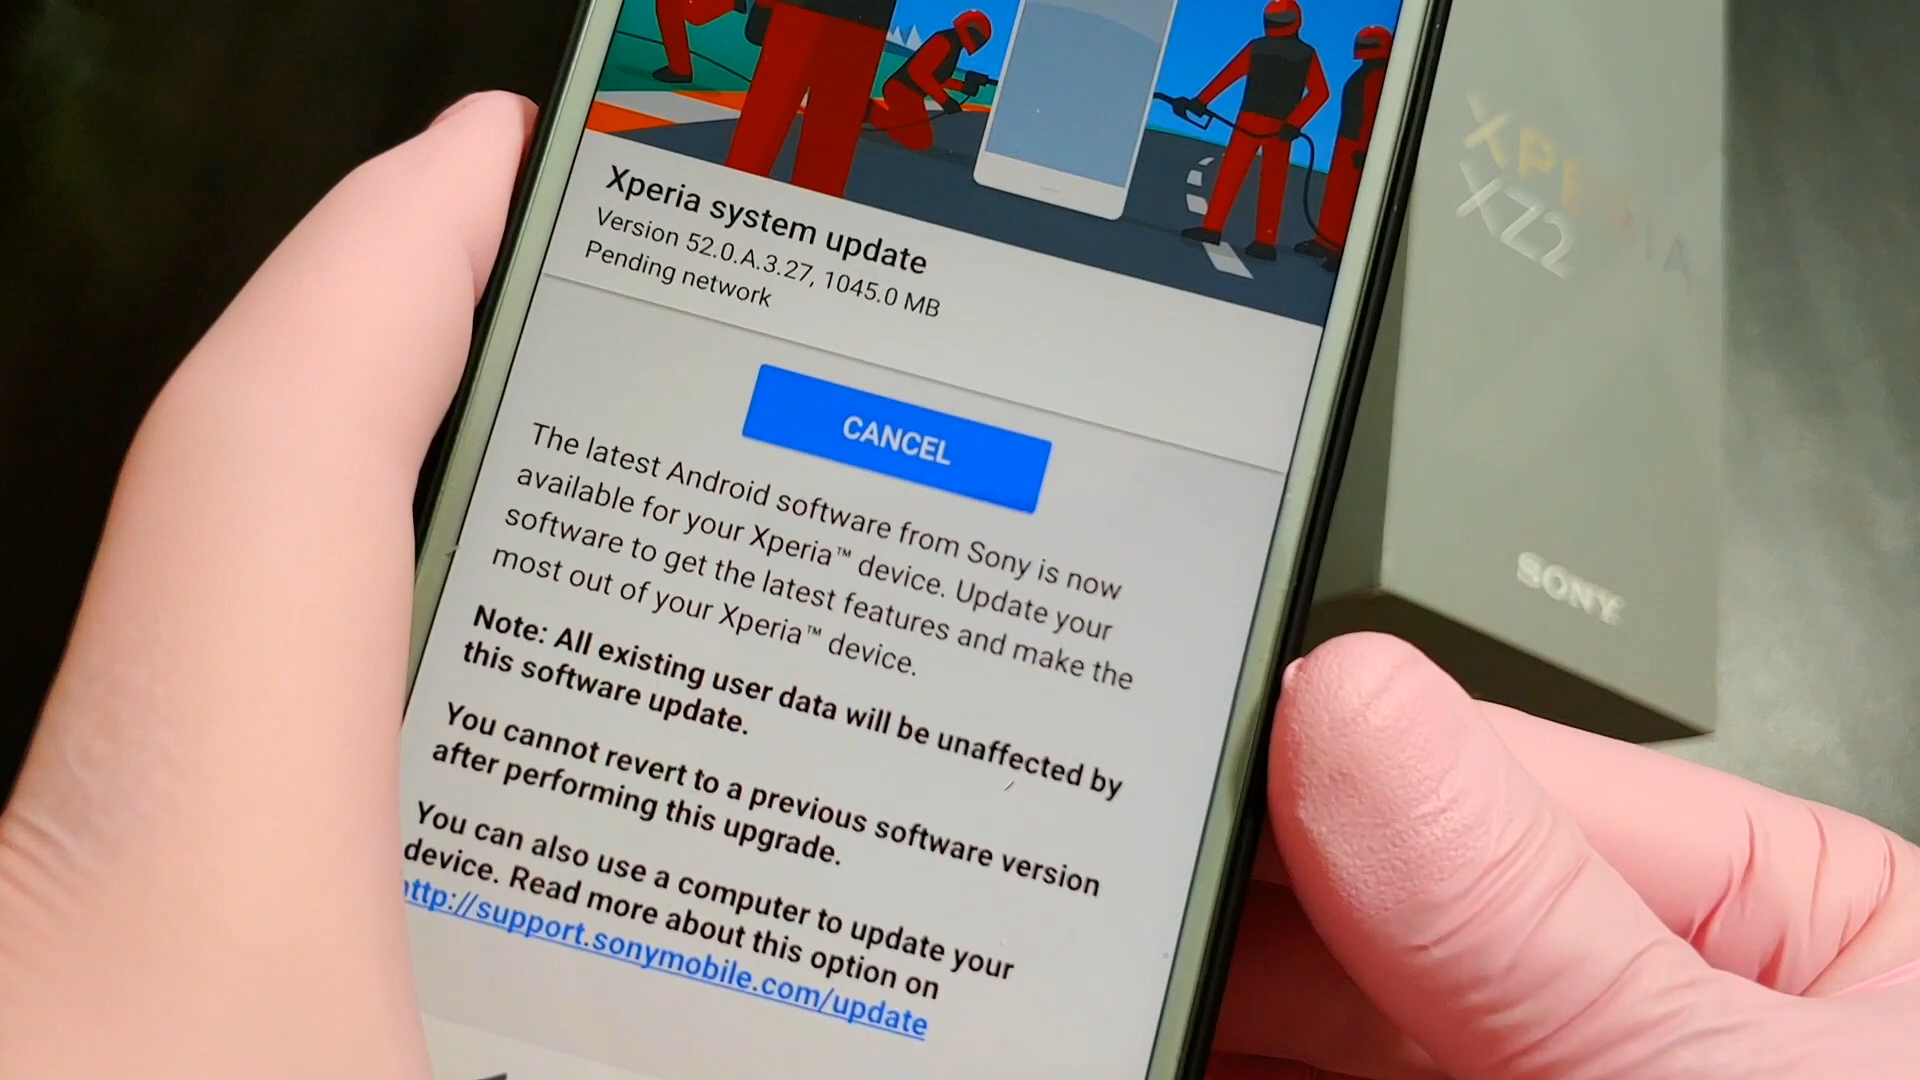 Xperia system update
Version 52.0.A.3.27, 1045.0 MB
Pending network
CANCEL
The latest Android software from Sony is now
available for your Xperia™ device. Update your
software to get the latest features and make the
most out of your Xperia™ device.
Note: All existing user data will be unaffected by
this software update.
You cannot revert to a previous software version
after performing this upgrade.
You can also use a computer to update your
device. Read more about this option on
http://support.sonymobile.com/update
XPERIA
XZ2
SONY